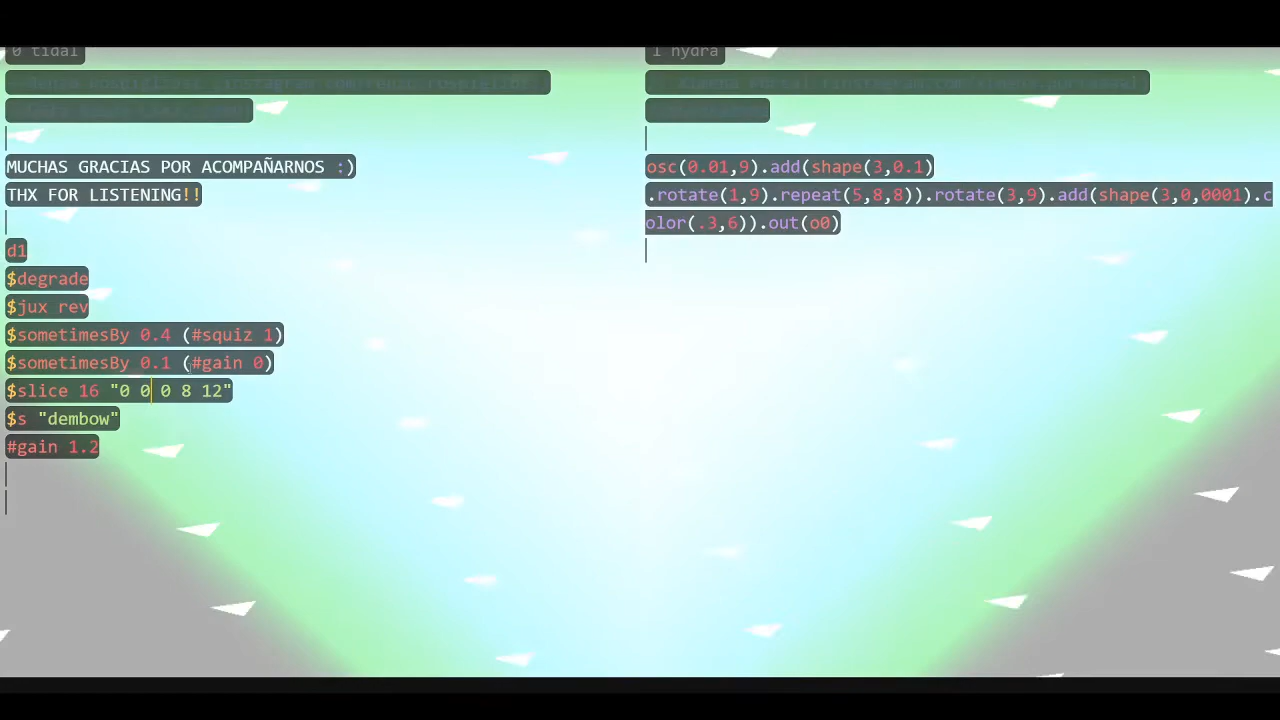 0 tidal
MUCHAS GRACIAS POR ACOMPAÑARNOS :)
THX FOR LISTENING!!
d1
$degrade
$jux rev
$sometimesBy 0.4 (#squiz 1)
$sometimesBy 0.1 (#gain 0)
$slice 16 "0 0 0 8 12"
$s "dembow"
#gain 1.2
1 hydra
osc(0.01,9).add(shape(3,0.1)
.rotate(1,9).repeat(5,8,8)).rotate(3,9).add(shape(3,0,0001).c
olor(.3,6)).out(o0)